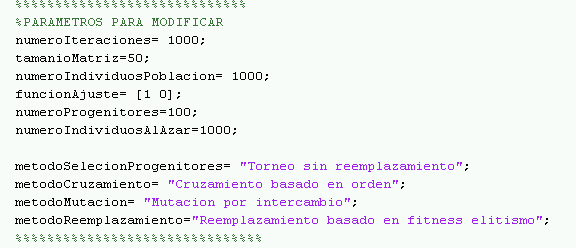 %%%%%%%%%%%%%%%%%%%%%%%%%%%%%
%PARAMETROS PARA MODIFICAR
numeroIteraciones= 1000;
tamanioMatriz=50;
numeroIndividuosPoblacion= 1000;
funcionAjuste= [1 0];
numeroProgenitores=100;
numeroIndividuosAlAzar=1000;
metodoSelecionProgenitores= "Torneo sin reemplazamiento";
metodoCruzamiento= "Cruzamiento basado en orden";
metodoMutacion= "Mutacion por intercambio";
metodoReemplazamiento="Reemplazamiento basado en fitness elitismo";
%%%%%%%%%%%%%%%%%%%%%%%%%%%%%%%